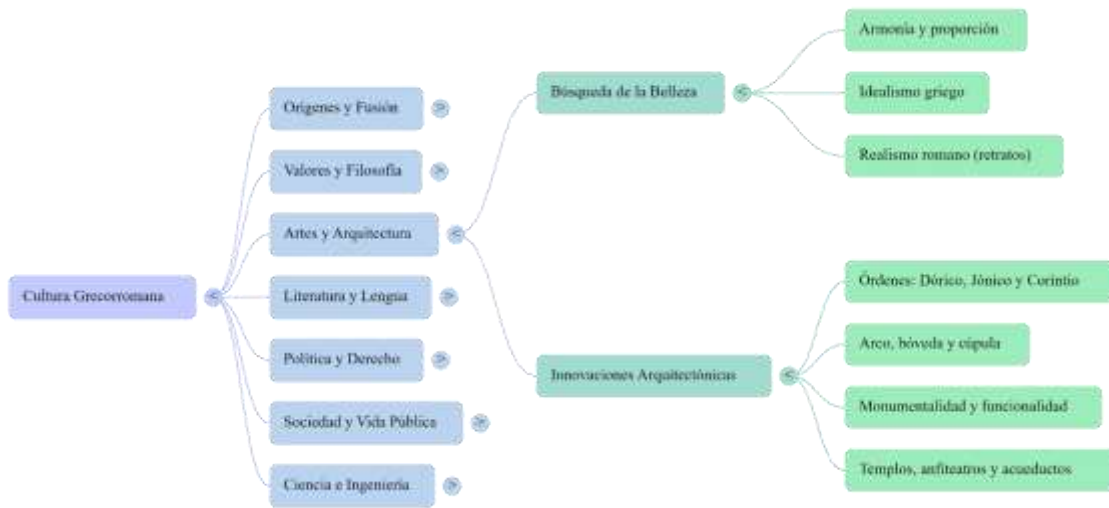 Cultura Grecorromana
Orígenes y Fusión
Valores y Filosofía
Artes y Arquitectura
Literatura y Lengua
Política y Derecho
Sociedad y Vida Pública
Ciencia e Ingeniería
Búsqueda de la Belleza
Innovaciones Arquitectónicas
Armonía y proporción
Idealismo griego
Realismo romano (retratos)
Órdenes: Dórico, Jónico y Corintio
Arco, bóveda y cúpula
Monumentalidad y funcionalidad
Templos, anfiteatros y acueductos